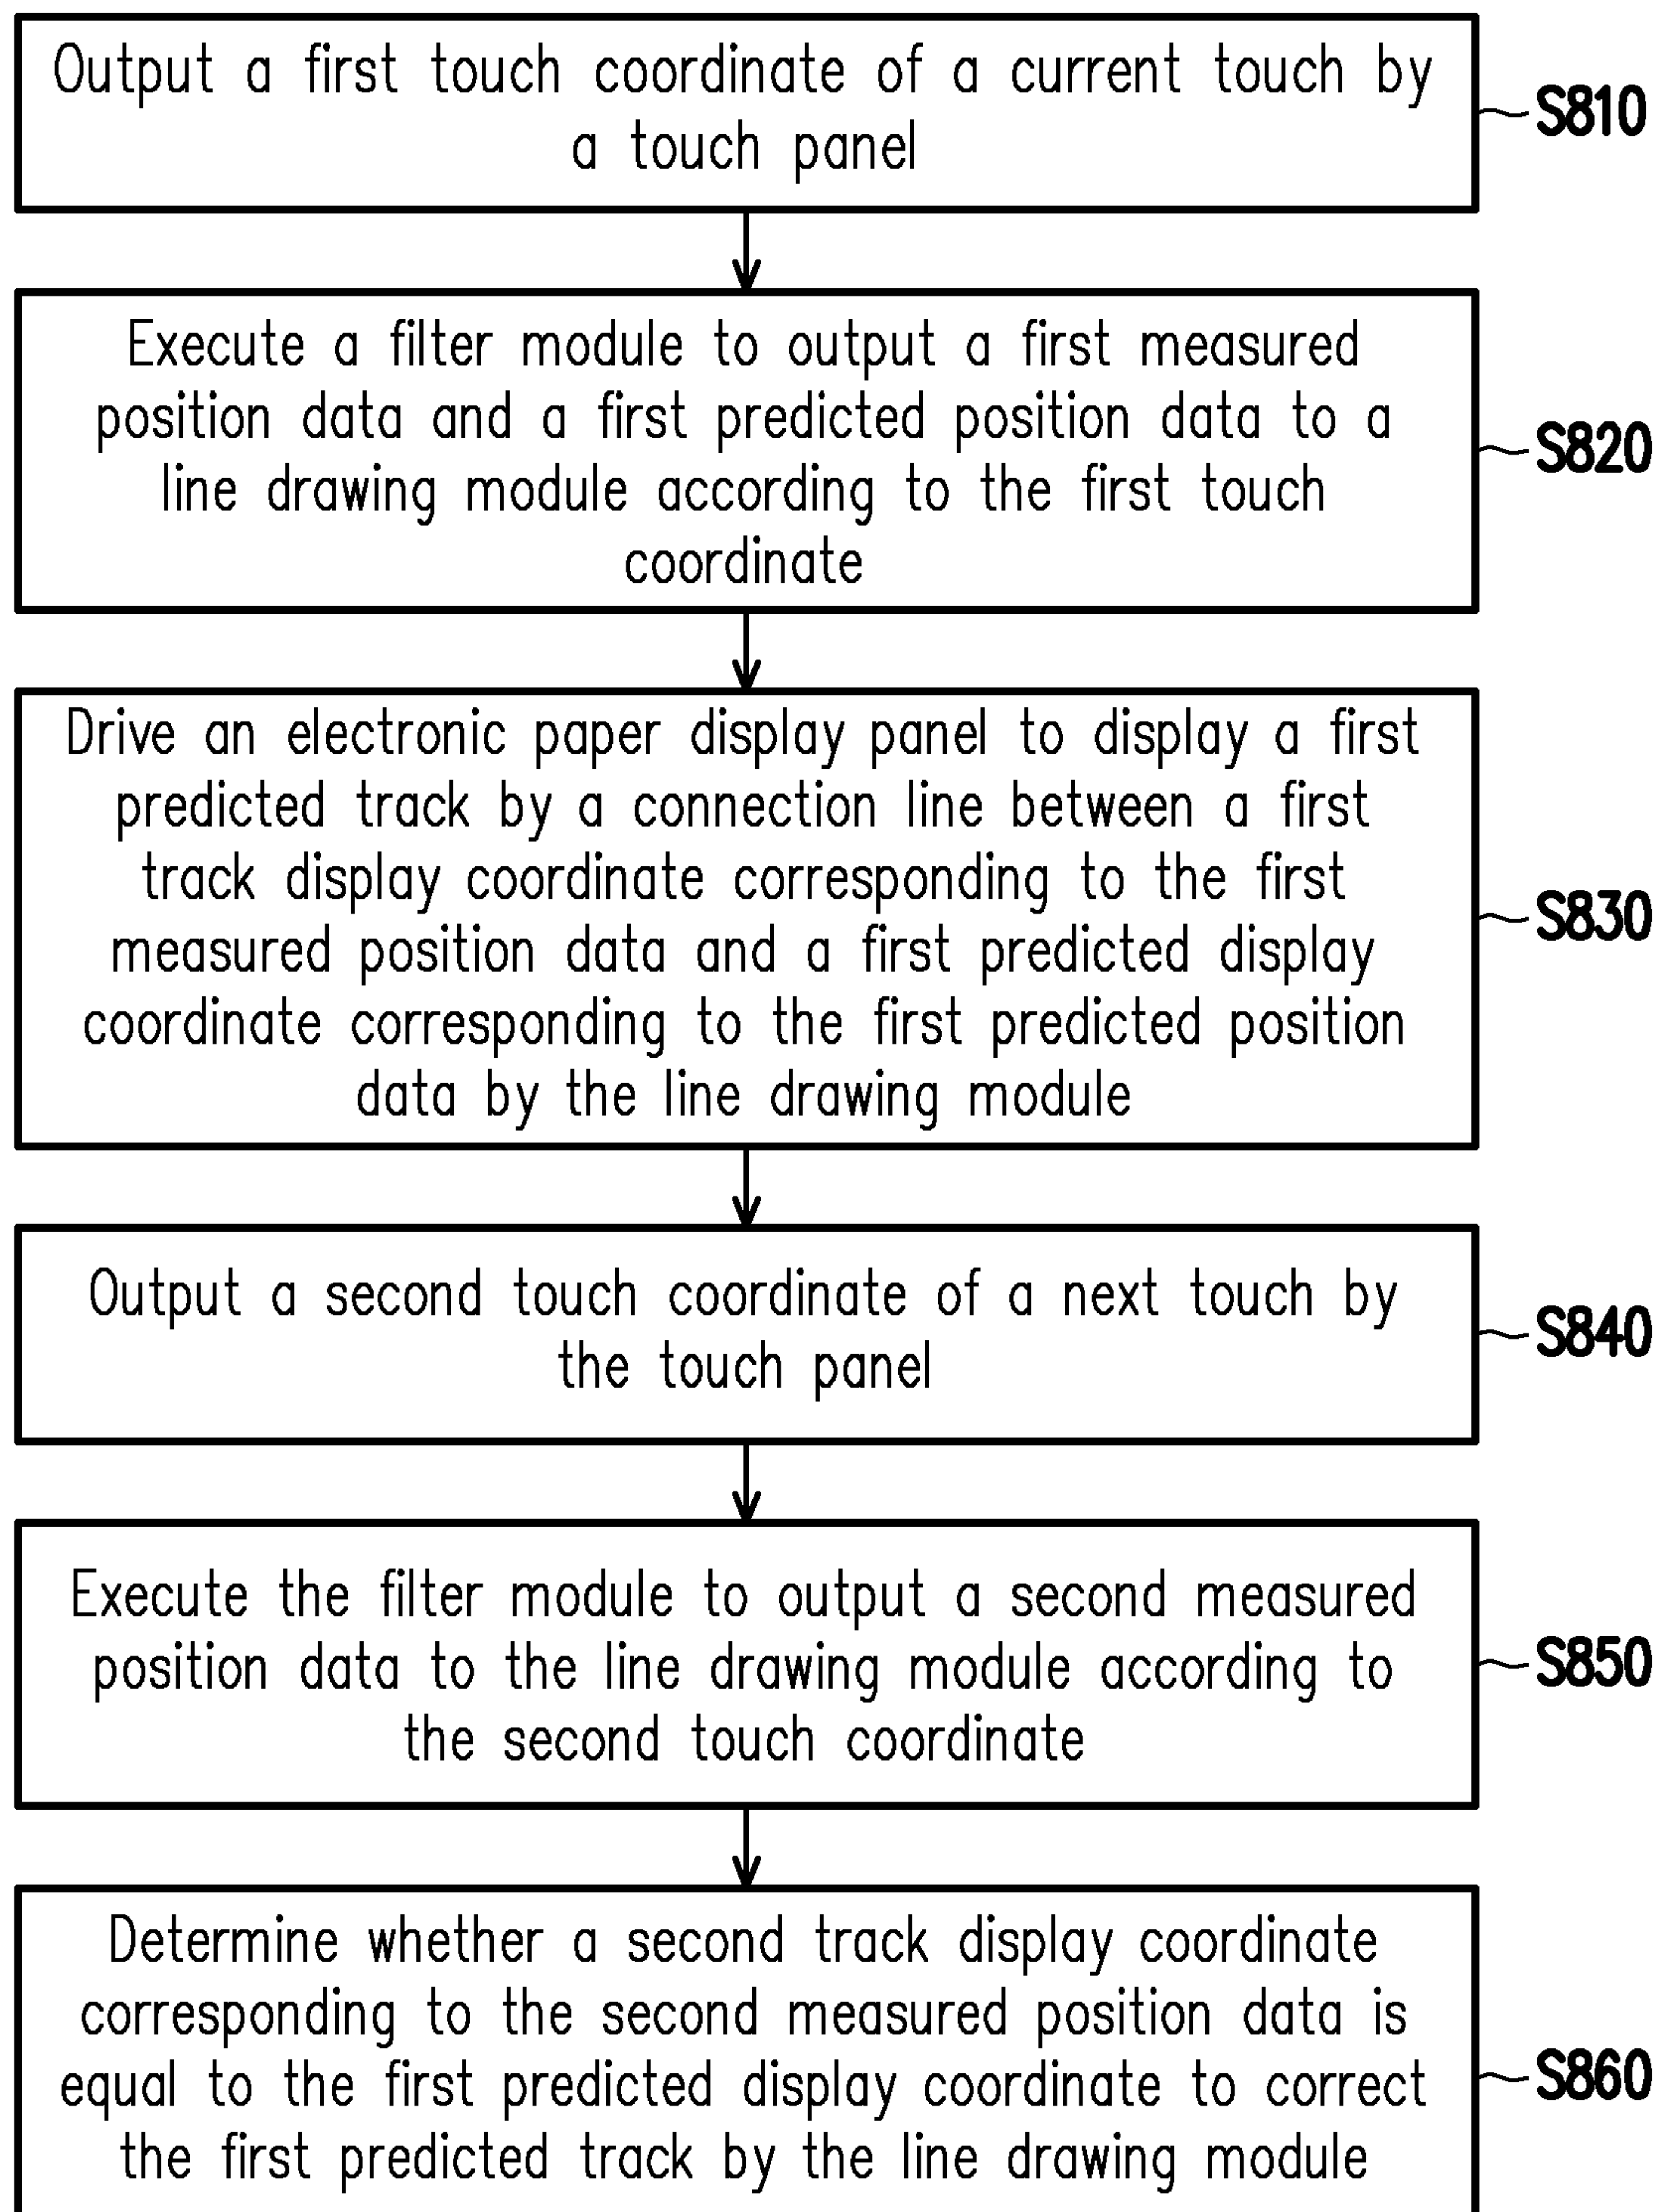 Output a first touch coordinate of a current touch by
a touch panel
S810
Execute a filter module to output a first measured
position data and a first predicted position data to a
line drawing module according to the first touch
coordinate
S820
Drive an electronic paper display panel to display a first
predicted track by a connection line between a first
track display coordinate corresponding to the first
measured position data and a first predicted display
coordinate corresponding to the first predicted position
data by the line drawing module
S830
Output a second touch coordinate of a next touch by
the touch panel
S840
Execute the filter module to output a second measured
position data to the line drawing module according to
the second touch coordinate
S850
Determine whether a second track display coordinate
corresponding to the second measured position data is
equal to the first predicted display coordinate to correct
the first predicted track by the line drawing module
S860